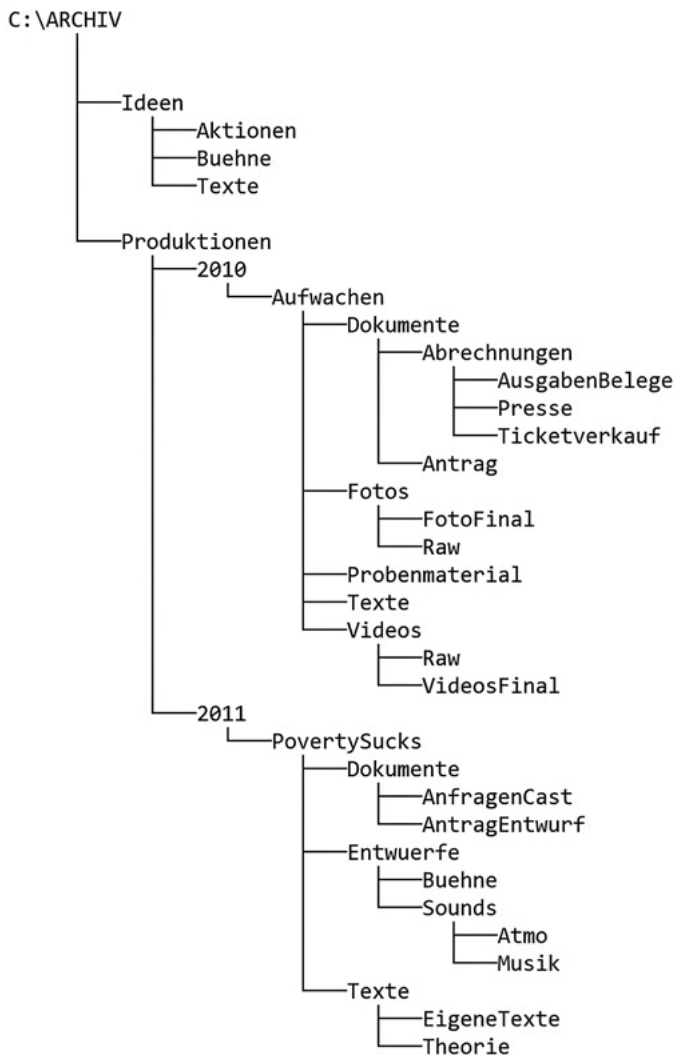 C:\ARCHIV
Ideen
Aktionen
Buehne
Texte
Produktionen
2010
Aufwachen
Dokumente
Abrechnungen
AusgabenBelege
Presse
Ticketverkauf
Antrag
Fotos
FotoFinal
Raw
Probenmaterial
Texte
Videos
Raw
VideosFinal
2011
PovertySucks
Dokumente
AnfragenCast
AntragEntwurf
Entwuerfe
Buehne
Sounds
Atmo
Musik
Texte
EigeneTexte
Theorie